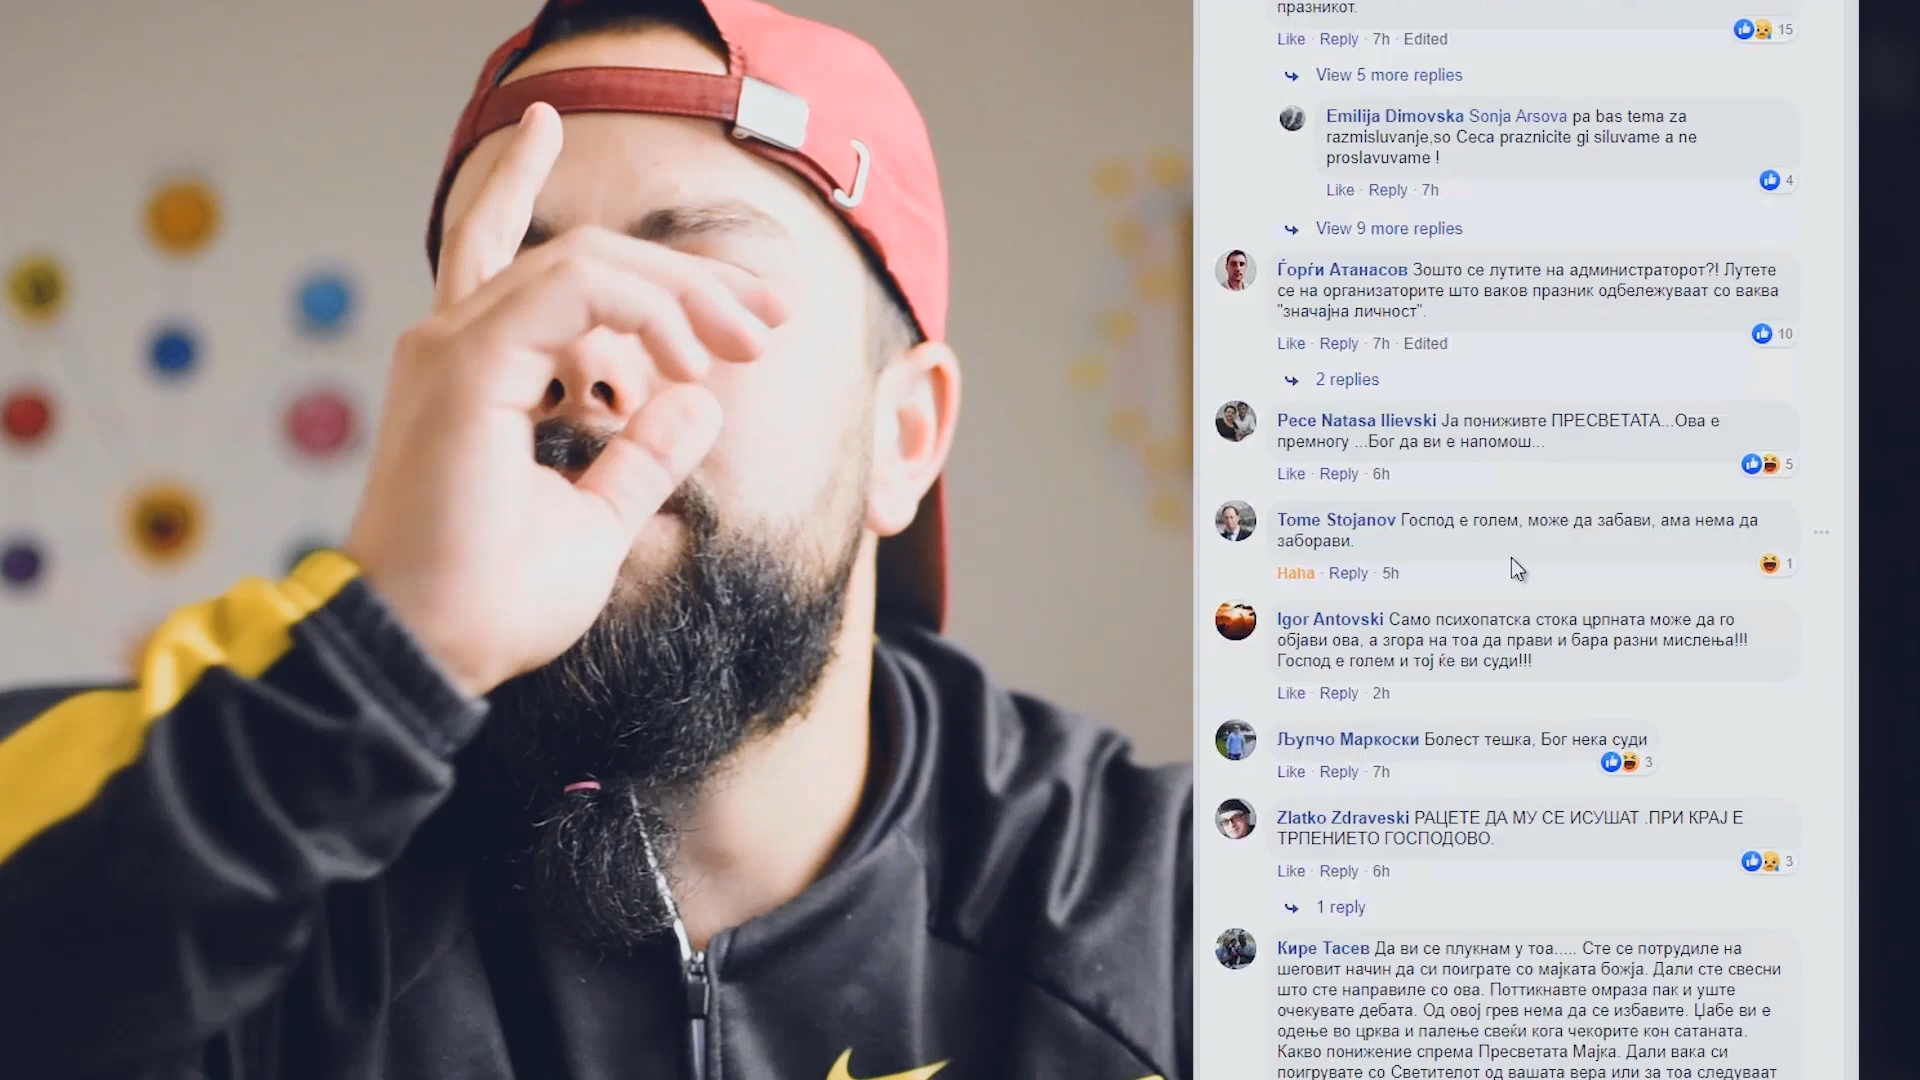 празникот.
Like · Reply · 7h · Edited
15
View 5 more replies
Emilija Dimovska Sonja Arsova pa bas tema za
razmisluvanje,so Ceca praznicite gi siluvame a ne
proslavuvame !
Like · Reply · 7h
4
View 9 more replies
Ѓорѓи Атанасов Зошто се лутите на администраторот?! Лутете
се на организаторите што ваков празник одбележуваат со ваква
"значајна личност".
Like · Reply · 7h · Edited
10
2 replies
Pece Natasa Ilievski Ја пониживте ПРЕСВЕТАТА...Ова е
премногу ...Бог да ви е напомош...
Like · Reply · 6h
5
Tome Stojanov Господ е голем, може да забави, ама нема да
заборави.
Haha · Reply · 5h
1
Igor Antovski Само психопатска стока црпната може да го
објави ова, а згора на тоа да прави и бара разни мислења!!!
Господ е голем и тој ќе ви суди!!!
Like · Reply · 2h
Љупчо Маркоски Болест тешка, Бог нека суди
Like · Reply · 7h
3
Zlatko Zdraveski РАЦЕТЕ ДА МУ СЕ ИСУШАТ .ПРИ КРАЈ Е
ТРПЕНИЕТО ГОСПОДОВО.
Like · Reply · 6h
3
1 reply
Кире Тасев Да ви се плукнам у тоа..... Сте се потрудиле на
шеговит начин да си поиграте со мајката божја. Дали сте свесни
што сте направиле со ова. Поттикнавте омраза пак и уште
очекувате дебата. Од овој грев нема да се избавите. Џабе ви е
одење во црква и палење свеќи кога чекорите кон сатаната.
Какво понижение спрема Пресветата Мајка. Дали вака си
поигрувате со Светителот од вашата вера или за тоа следуваат